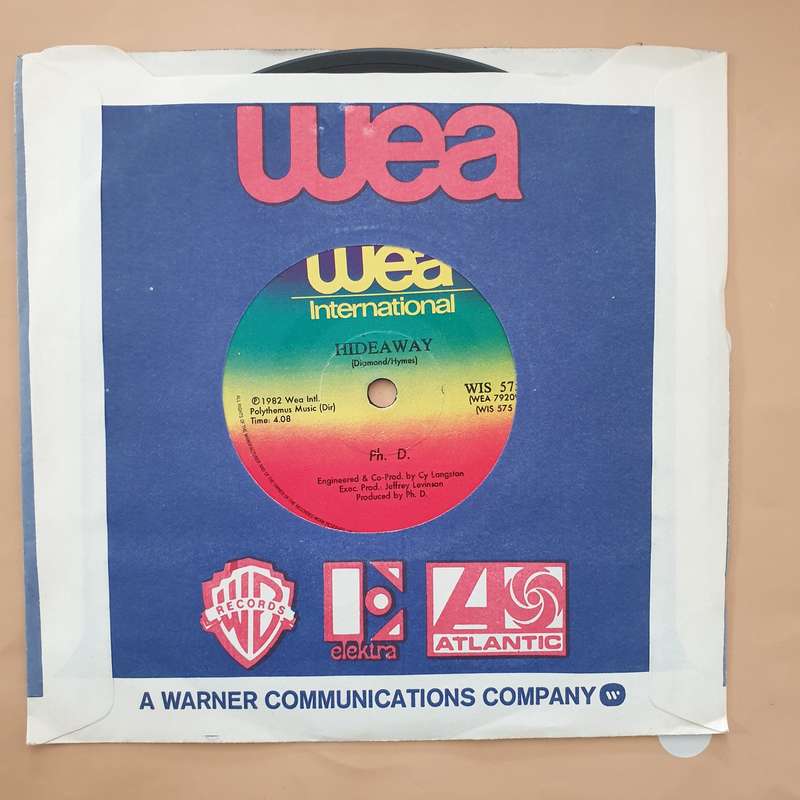 wea
wea
International
HIDEAWAY
(Diamond/Hymes)
℗1982 Wea Intl.
Polythemus Music (Dir)
Time: 4.08
WIS 57
(WEA 7920
(WIS 575
Ph. D.
Engineered & Co-Prod. by Cy Langston
Exec. Prod. Jeffrey Levinson
Produced by Ph. D.
WB
RECORDS
elektra
ATLANTIC
A WARNER COMMUNICATIONS COMPANY